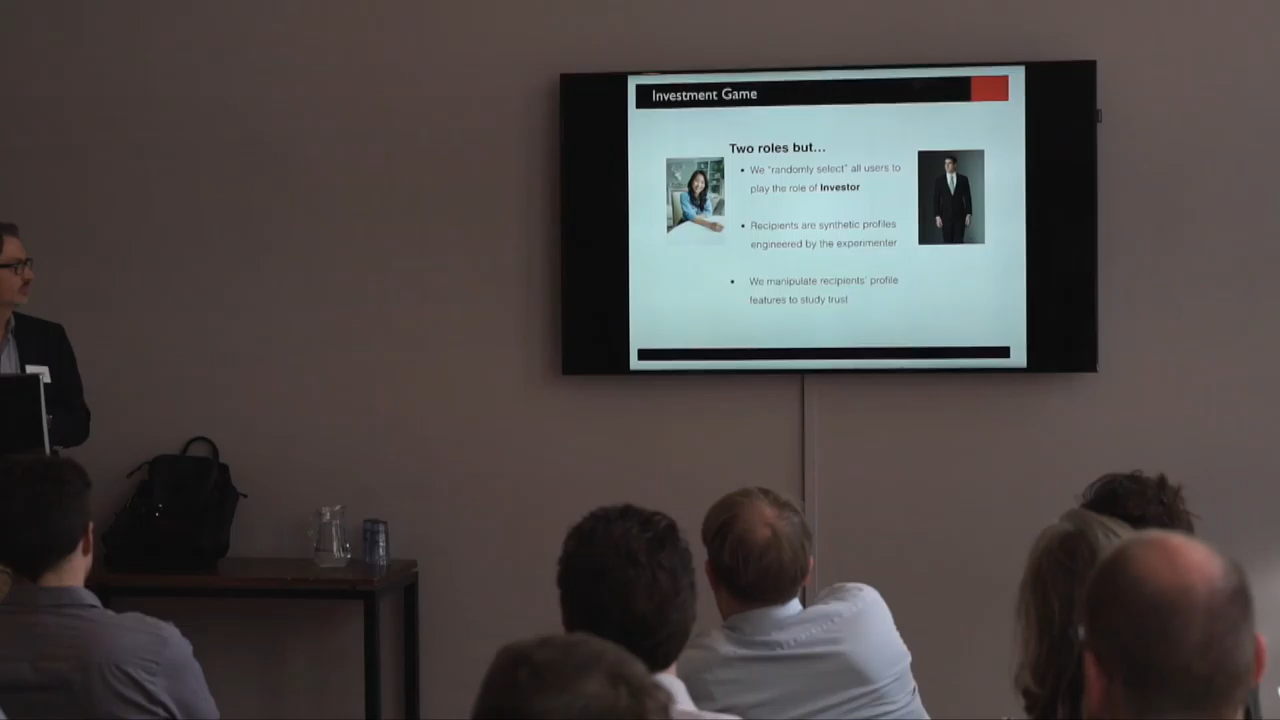 Investment Game
Two roles but...
• We “randomly select” all users to
play the role of Investor
• Recipients are synthetic profiles
engineered by the experimenter
• We manipulate recipients’ profile
features to study trust